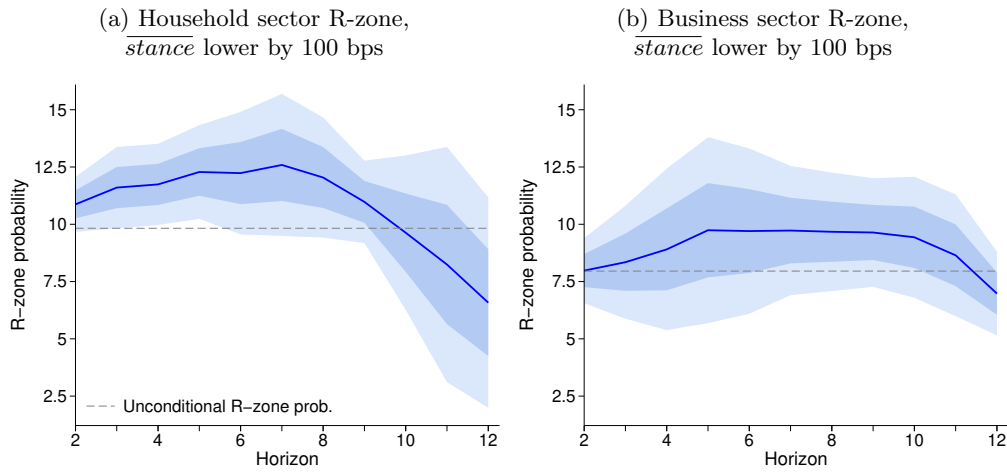 (a) Household sector R-zone,
stance lower by 100 bps
R−zone probability
15
12.5
10
7.5
5
2.5
Unconditional R−zone prob.
2 4 6 8 10 12
Horizon
(b) Business sector R-zone,
stance lower by 100 bps
R−zone probability
15
12.5
10
7.5
5
2.5
2 4 6 8 10 12
Horizon